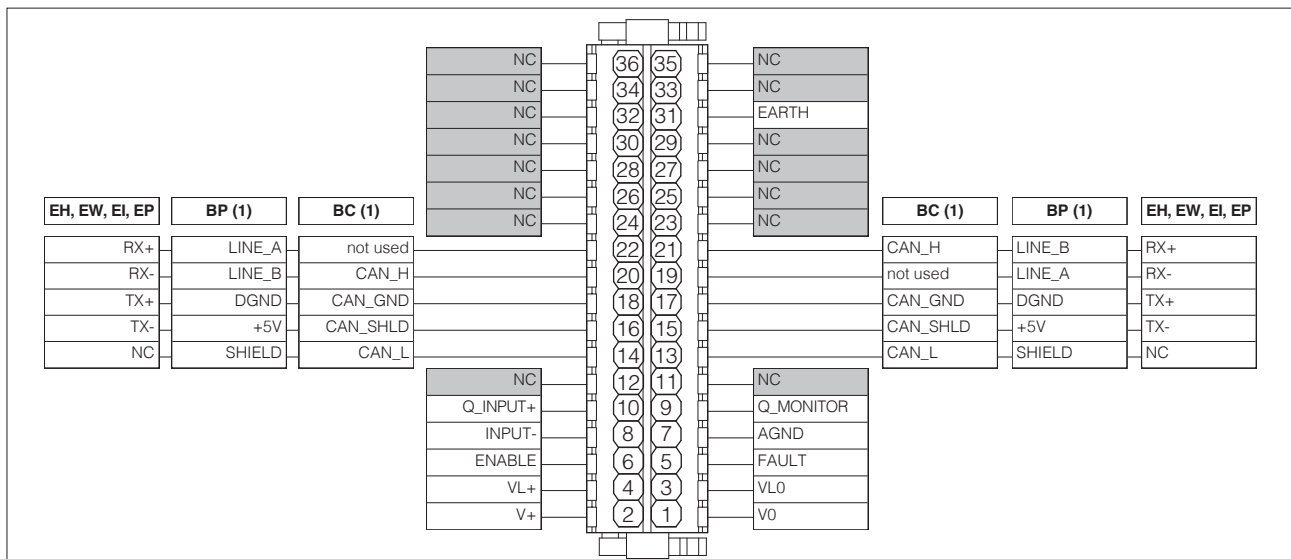 NC 36 35 NC
NC 34 33 NC
NC 32 31 EARTH
NC 30 29 NC
NC 28 27 NC
NC 26 25 NC
NC 24 23 NC
EH, EW, EI, EP BP (1) BC (1) BC (1) BP (1) EH, EW, EI, EP
RX+ LINE_A not used 22 21 CAN_H LINE_B RX+
RX- LINE_B CAN_H 20 19 not used LINE_A RX-
TX+ DGND CAN_GND 18 17 CAN_GND DGND TX+
TX- +5V CAN_SHLD 16 15 CAN_SHLD +5V TX-
NC SHIELD CAN_L 14 13 CAN_L SHIELD NC
NC 12 11 NC
Q_INPUT+ 10 9 Q_MONITOR
INPUT- 8 7 AGND
ENABLE 6 5 FAULT
VL+ 4 3 VL0
V+ 2 1 V0